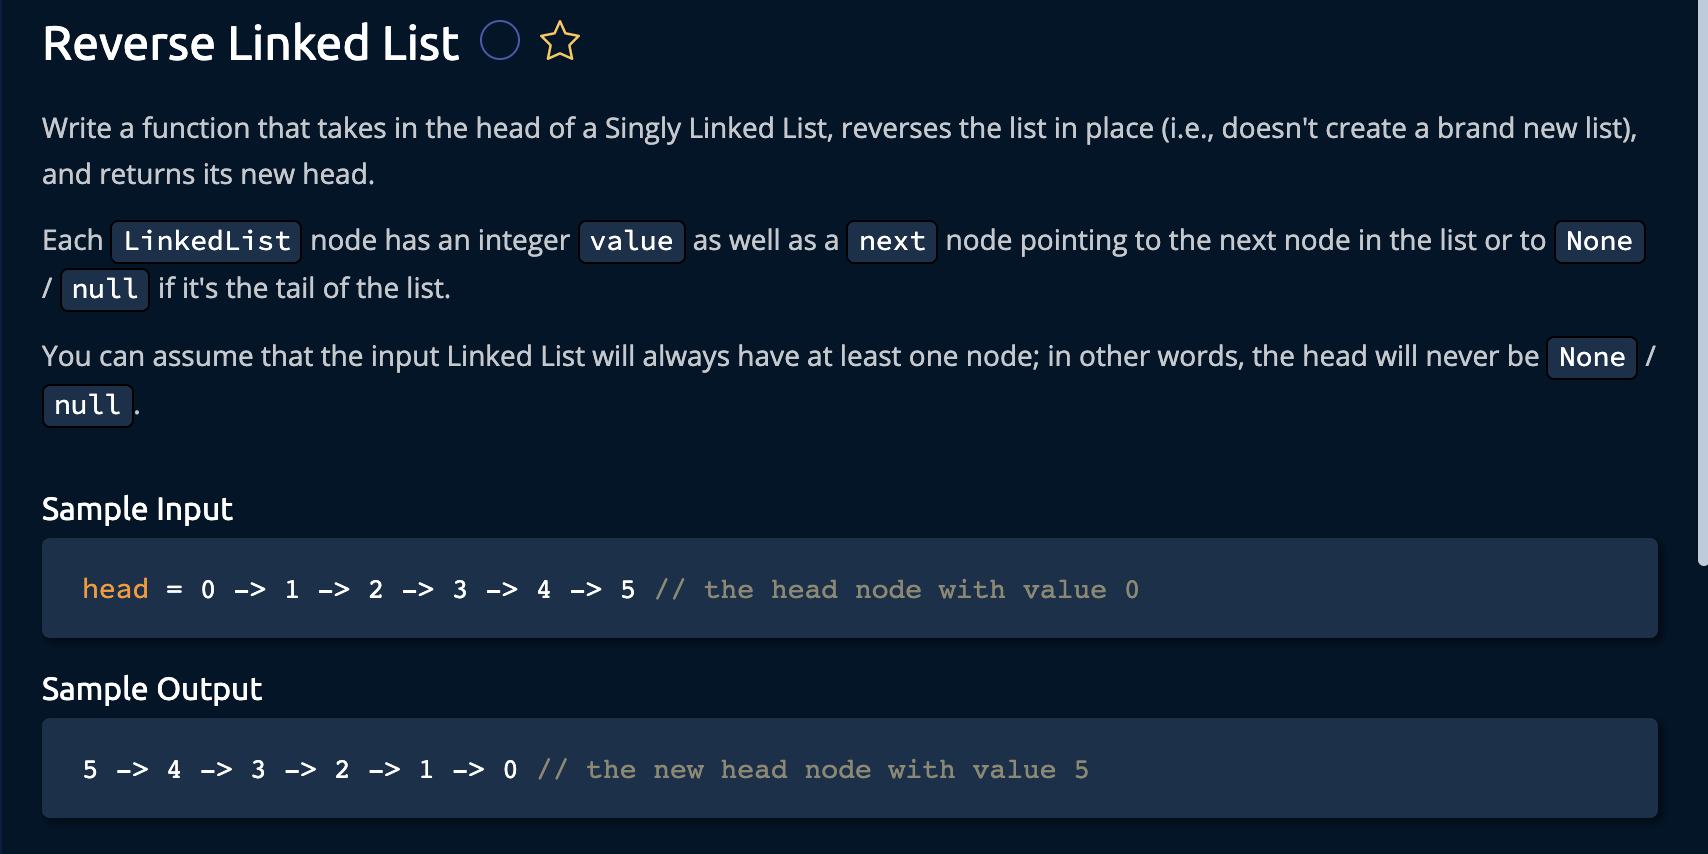 Reverse Linked List
Write a function that takes in the head of a Singly Linked List, reverses the list in place (i.e., doesn't create a brand new list),
and returns its new head.
Each LinkedList node has an integer value as well as a next node pointing to the next node in the list or to None
/ null if it's the tail of the list.
You can assume that the input Linked List will always have at least one node; in other words, the head will never be None /
null.
Sample Input
head = 0 -> 1 -> 2 -> 3 -> 4 -> 5 // the head node with value 0
Sample Output
5 -> 4 -> 3 -> 2 -> 1 -> 0 // the new head node with value 5